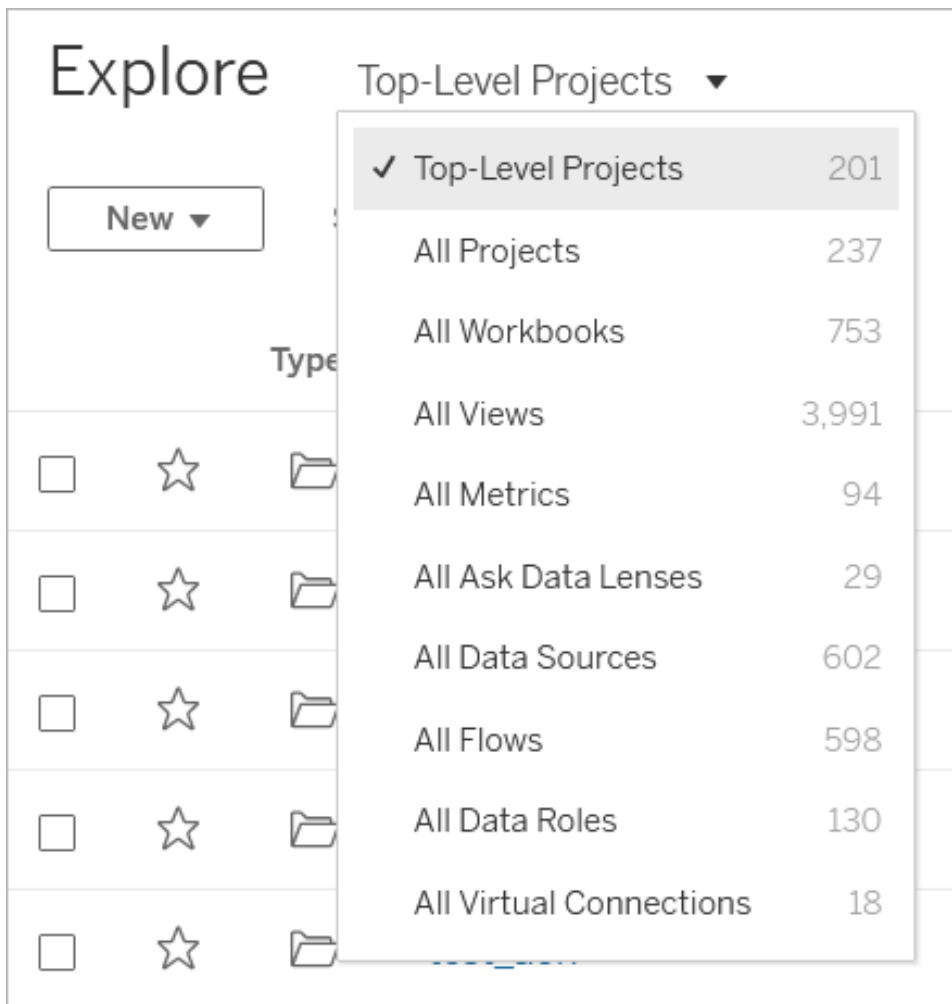 Explore Top-Level Projects
Top-Level Projects 201
New
All Projects 237
All Workbooks 753
Type
All Views 3,991
All Metrics 94
All Ask Data Lenses 29
All Data Sources 602
All Flows 598
All Data Roles 130
All Virtual Connections 18